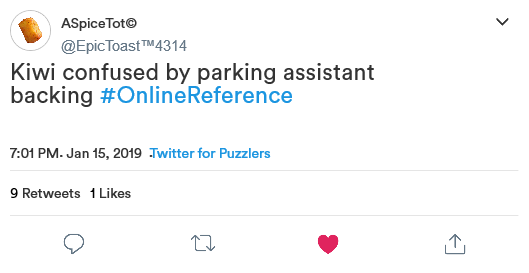 ASpiceTot©
@EpicToast™4314
Kiwi confused by parking assistant
backing #OnlineReference
7:01 PM. Jan 15, 2019 .Twitter for Puzzlers
9 Retweets 1 Likes